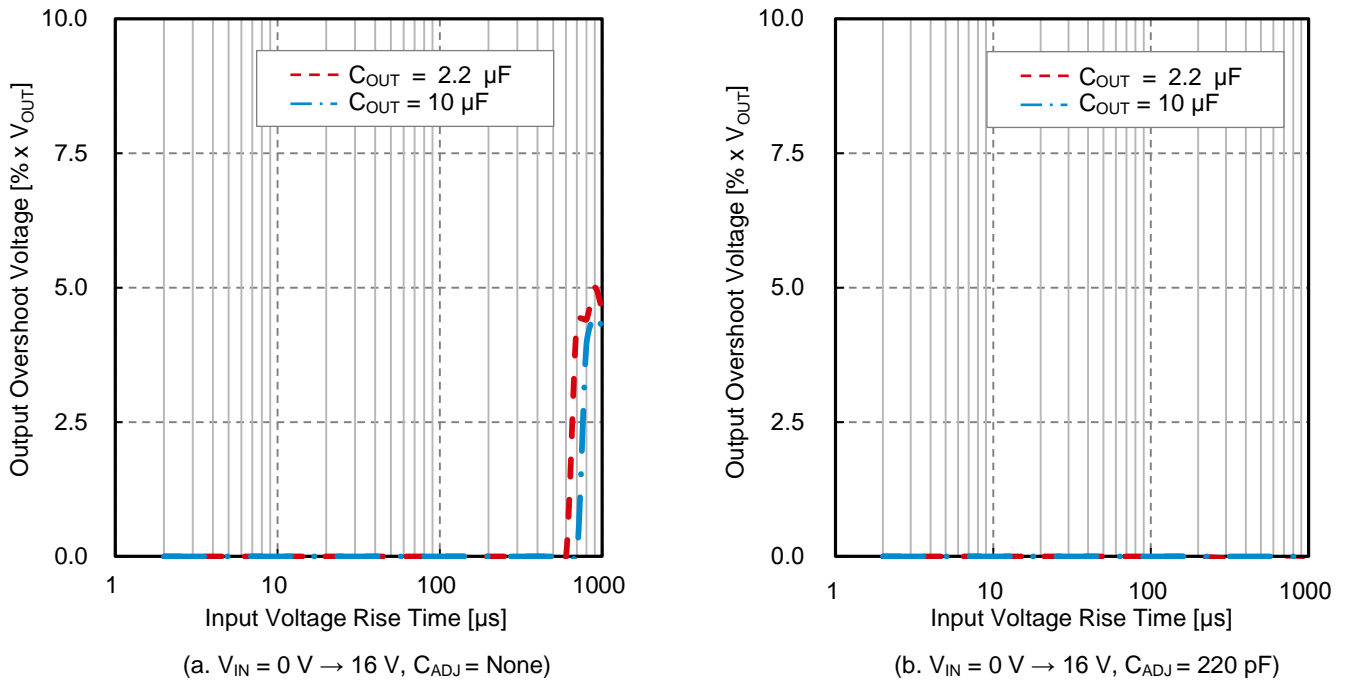 10.0
7.5
5.0
2.5
0.0
Output Overshoot Voltage [% x VOUT]
COUT = 2.2 µF
COUT = 10 µF
1 10 100 1000
Input Voltage Rise Time [µs]
(a. VIN = 0 V → 16 V, CADJ = None)
10.0
7.5
5.0
2.5
0.0
Output Overshoot Voltage [% x VOUT]
COUT = 2.2 µF
COUT = 10 µF
1 10 100 1000
Input Voltage Rise Time [µs]
(b. VIN = 0 V → 16 V, CADJ = 220 pF)